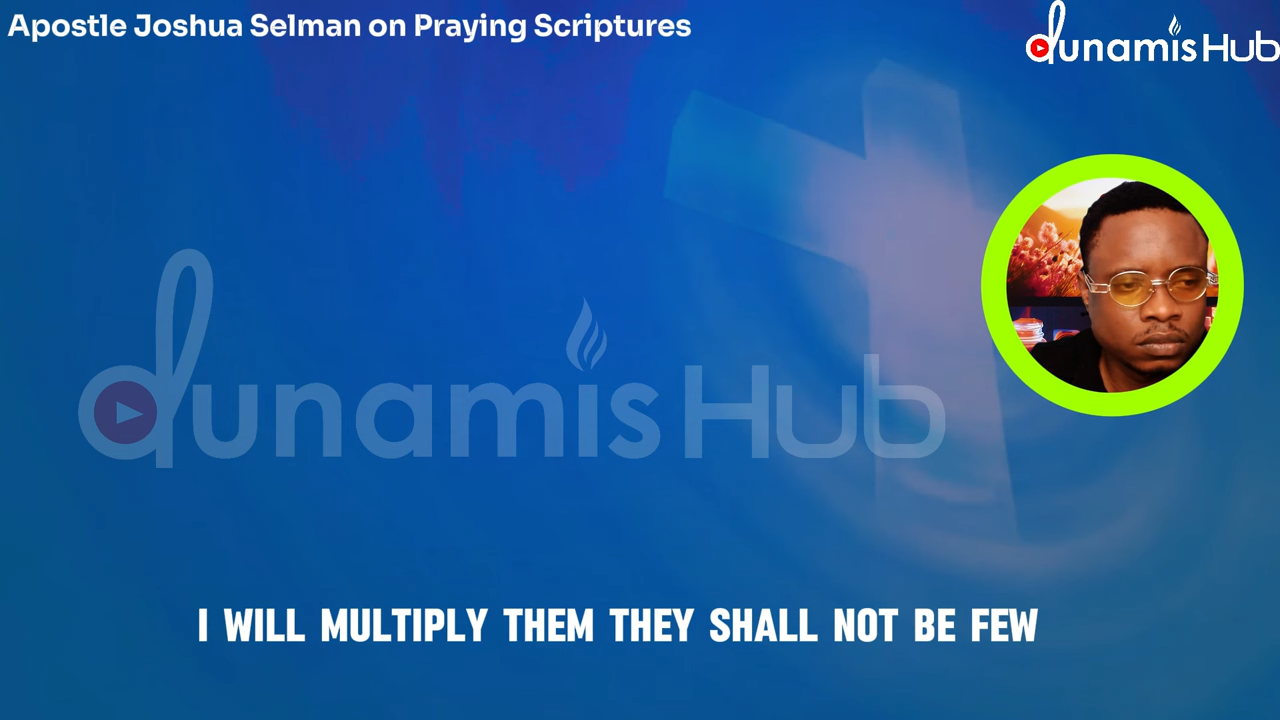 Apostle Joshua Selman on Praying Scriptures
dunamisHub
dunamisHub
I WILL MULTIPLY THEM THEY SHALL NOT BE FEW